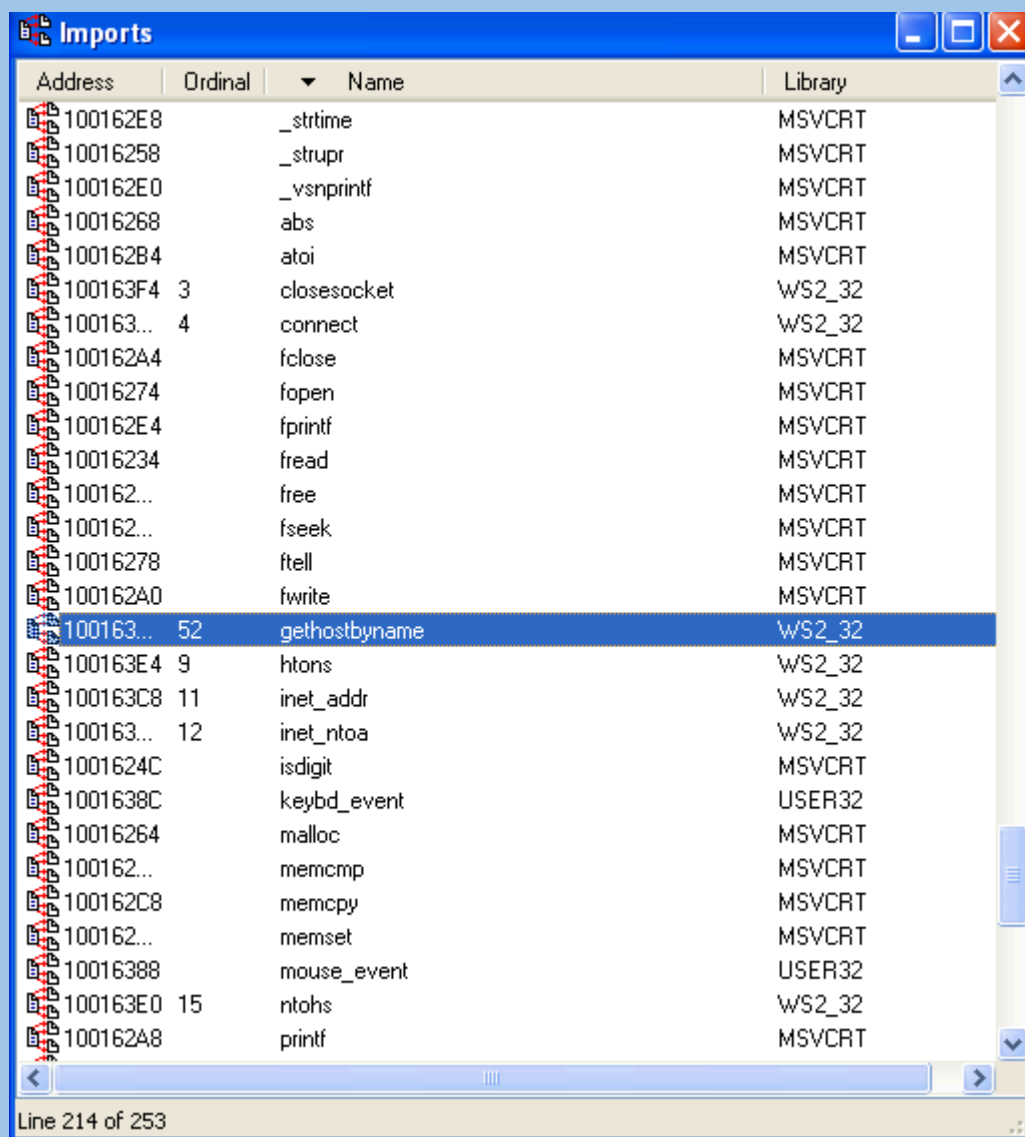 Imports
Address Ordinal Name Library
100162E8 _strtime MSVCRT
10016258 _strupr MSVCRT
100162E0 _vsnprintf MSVCRT
10016268 abs MSVCRT
100162B4 atoi MSVCRT
100163F4 3 closesocket WS2_32
100163... 4 connect WS2_32
100162A4 fclose MSVCRT
10016274 fopen MSVCRT
100162E4 fprintf MSVCRT
10016234 fread MSVCRT
100162... free MSVCRT
100162... fseek MSVCRT
10016278 ftell MSVCRT
100162A0 fwrite MSVCRT
100163... 52 gethostbyname WS2_32
100163E4 9 htons WS2_32
100163C8 11 inet_addr WS2_32
100163... 12 inet_ntoa WS2_32
1001624C isdigit MSVCRT
1001638C keybd_event USER32
10016264 malloc MSVCRT
100162... memcmp MSVCRT
100162C8 memcpy MSVCRT
100162... memset MSVCRT
10016388 mouse_event USER32
100163E0 15 ntohs WS2_32
100162A8 printf MSVCRT
Line 214 of 253